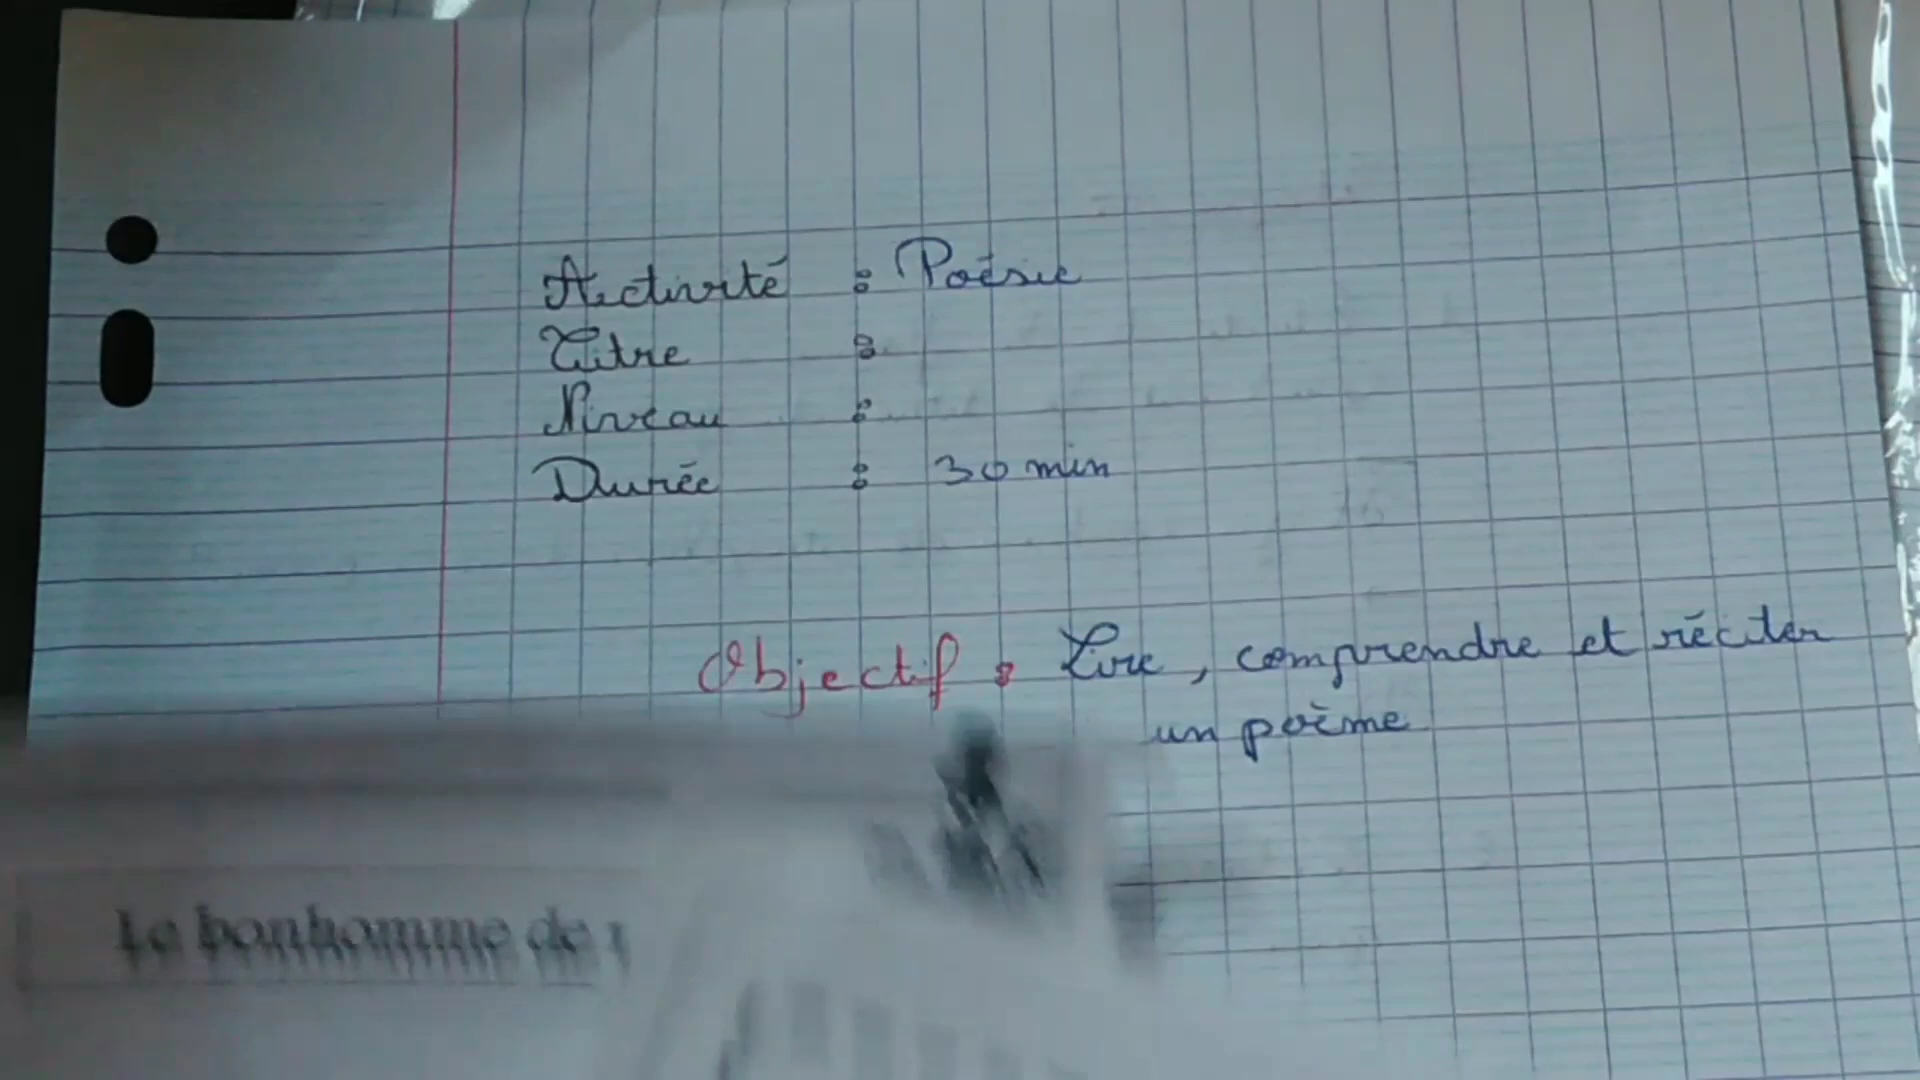 Activité : Poésie
Titre :
Niveau :
Durée : 30 min
Objectif : Lire, comprendre et réciter
un poème
Le bonhomme de